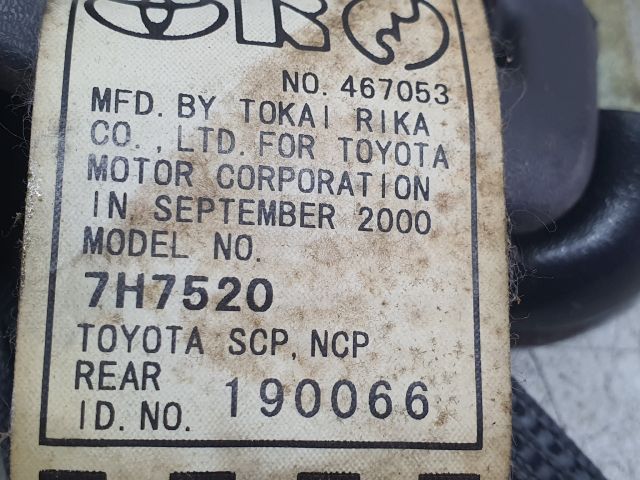 NO. 467053
MFD. BY TOKAI RIKA
CO., LTD. FOR TOYOTA
MOTOR CORPORATION
IN SEPTEMBER 2000
MODEL NO.
7H7520
TOYOTA SCP, NCP
REAR
ID. NO. 190066